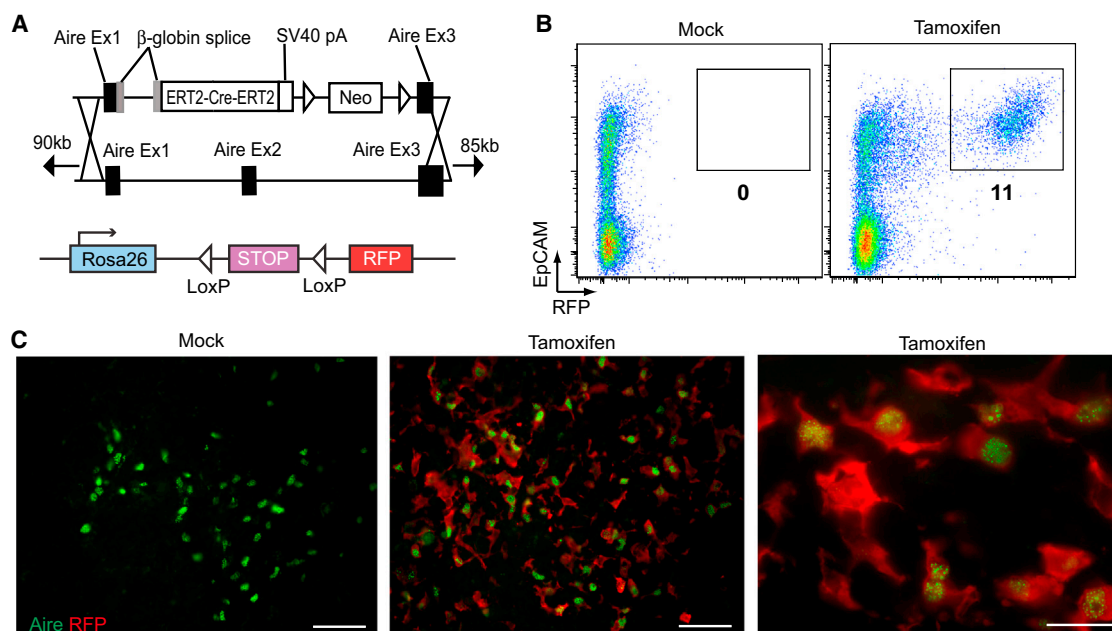 A
Aire Ex1
β-globin splice
SV40 pA
Aire Ex3
ERT2-Cre-ERT2
Neo
90kb
Aire Ex1
Aire Ex2
Aire Ex3
85kb
Rosa26
STOP
RFP
LoxP
LoxP
B
Mock
Tamoxifen
0
11
EpCAM
RFP
C
Mock
Tamoxifen
Tamoxifen
Aire RFP